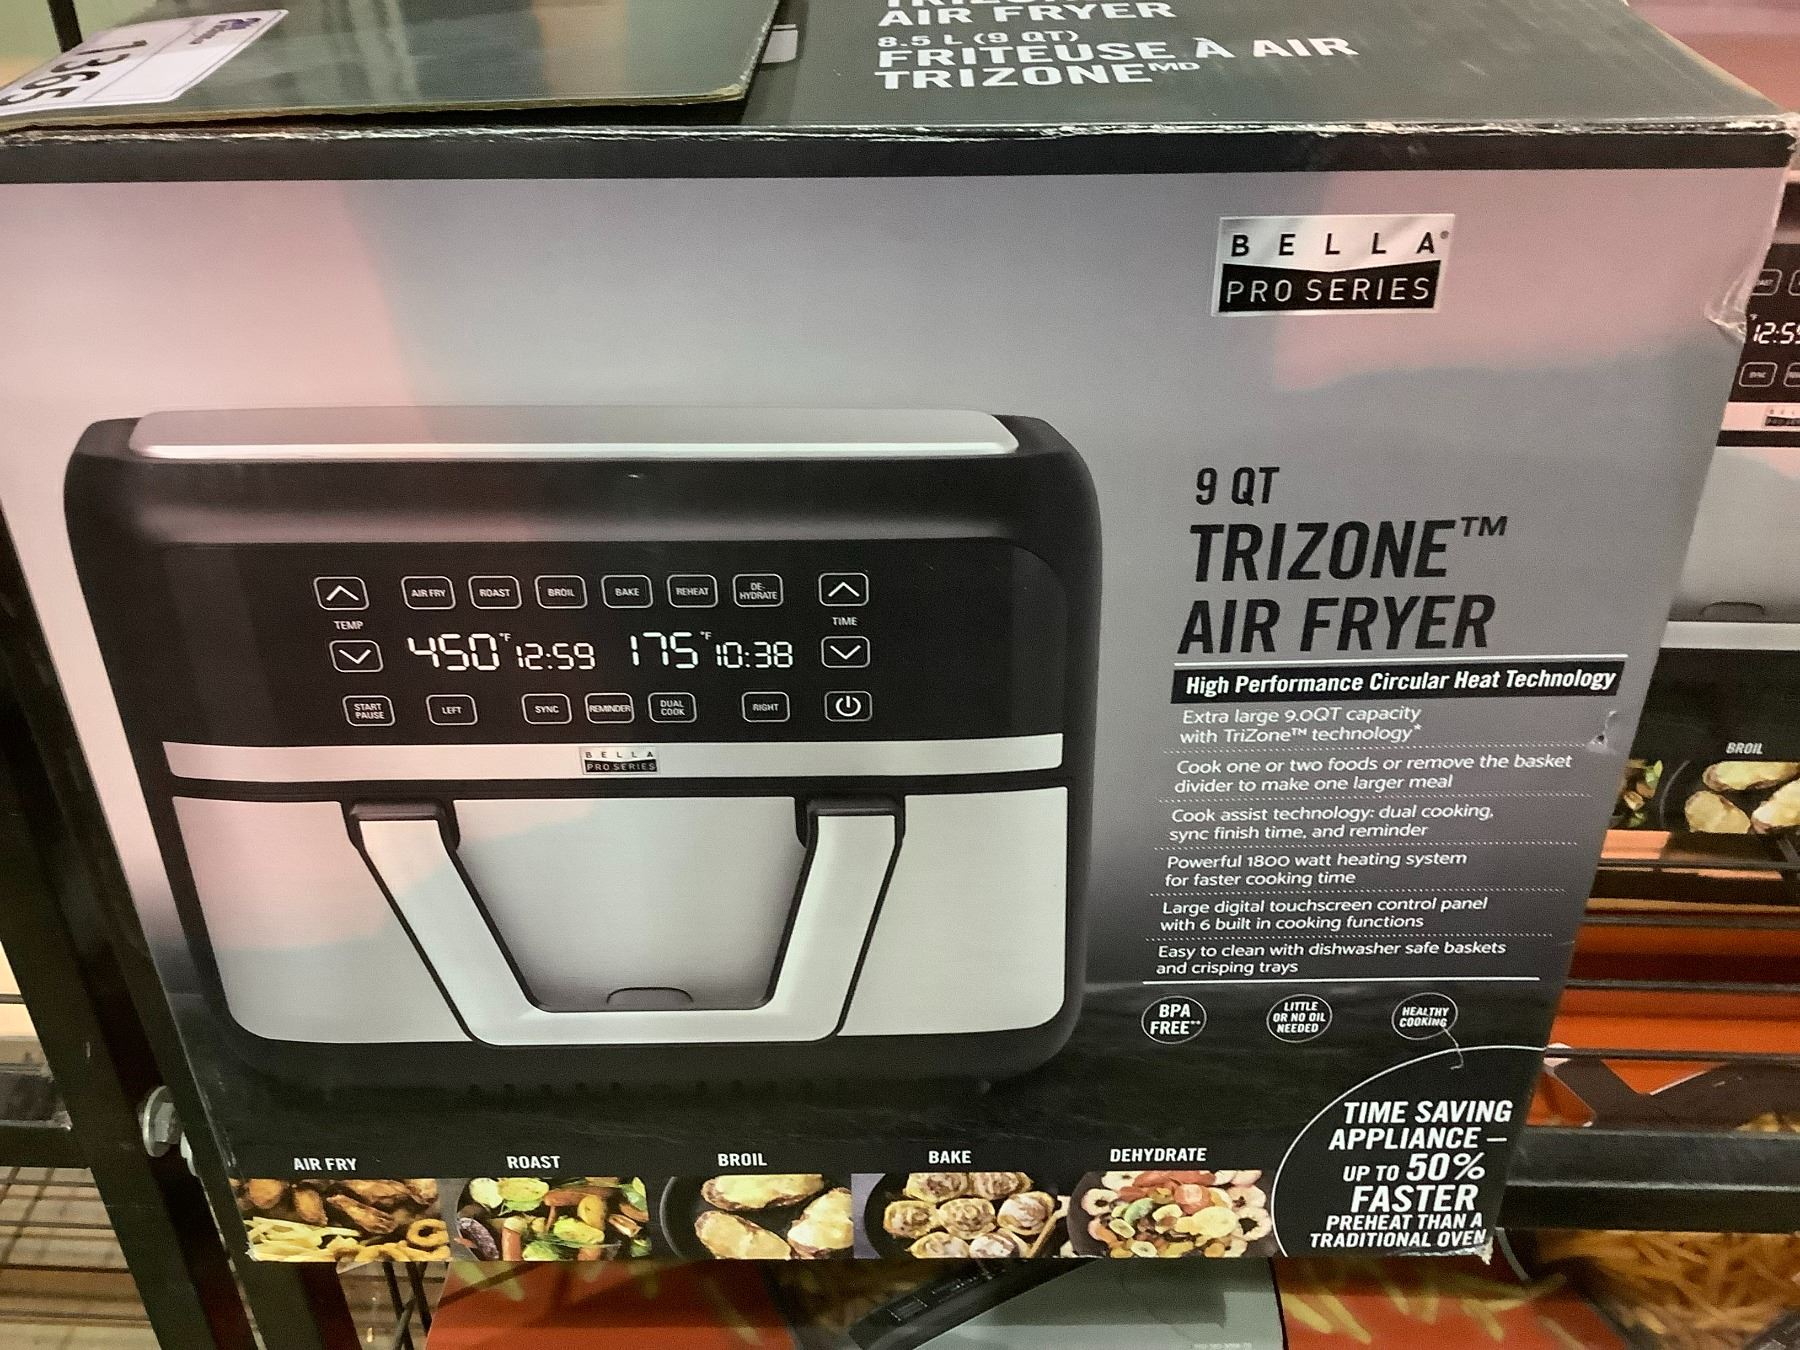 1365
AIR FRYER
8.5 L (9 QT)
FRITEUSE À AIR
TRIZONE MD
BELLA®
PRO SERIES
9 QT
TRIZONE™
AIR FRYER
High Performance Circular Heat Technology
Extra large 9.0QT capacity
with TriZone™ technology*
Cook one or two foods or remove the basket
divider to make one larger meal
Cook assist technology: dual cooking,
sync finish time, and reminder
Powerful 1800 watt heating system
for faster cooking time
Large digital touchscreen control panel
with 6 built in cooking functions
Easy to clean with dishwasher safe baskets
and crisping trays
BPA
FREE**
LITTLE
OR NO OIL
NEEDED
HEALTHY
COOKING
TIME SAVING
APPLIANCE –
UP TO 50%
FASTER
PREHEAT THAN A
TRADITIONAL OVEN
AIR FRY ROAST BROIL BAKE REHEAT DE-
HYDRATE
TEMP TIME
450°F 12:59 175°F 10:38
START
PAUSE LEFT SYNC REMINDER DUAL
COOK RIGHT
BELLA
PRO SERIES
AIR FRY ROAST BROIL BAKE DEHYDRATE
12:59
SYNC
BROIL